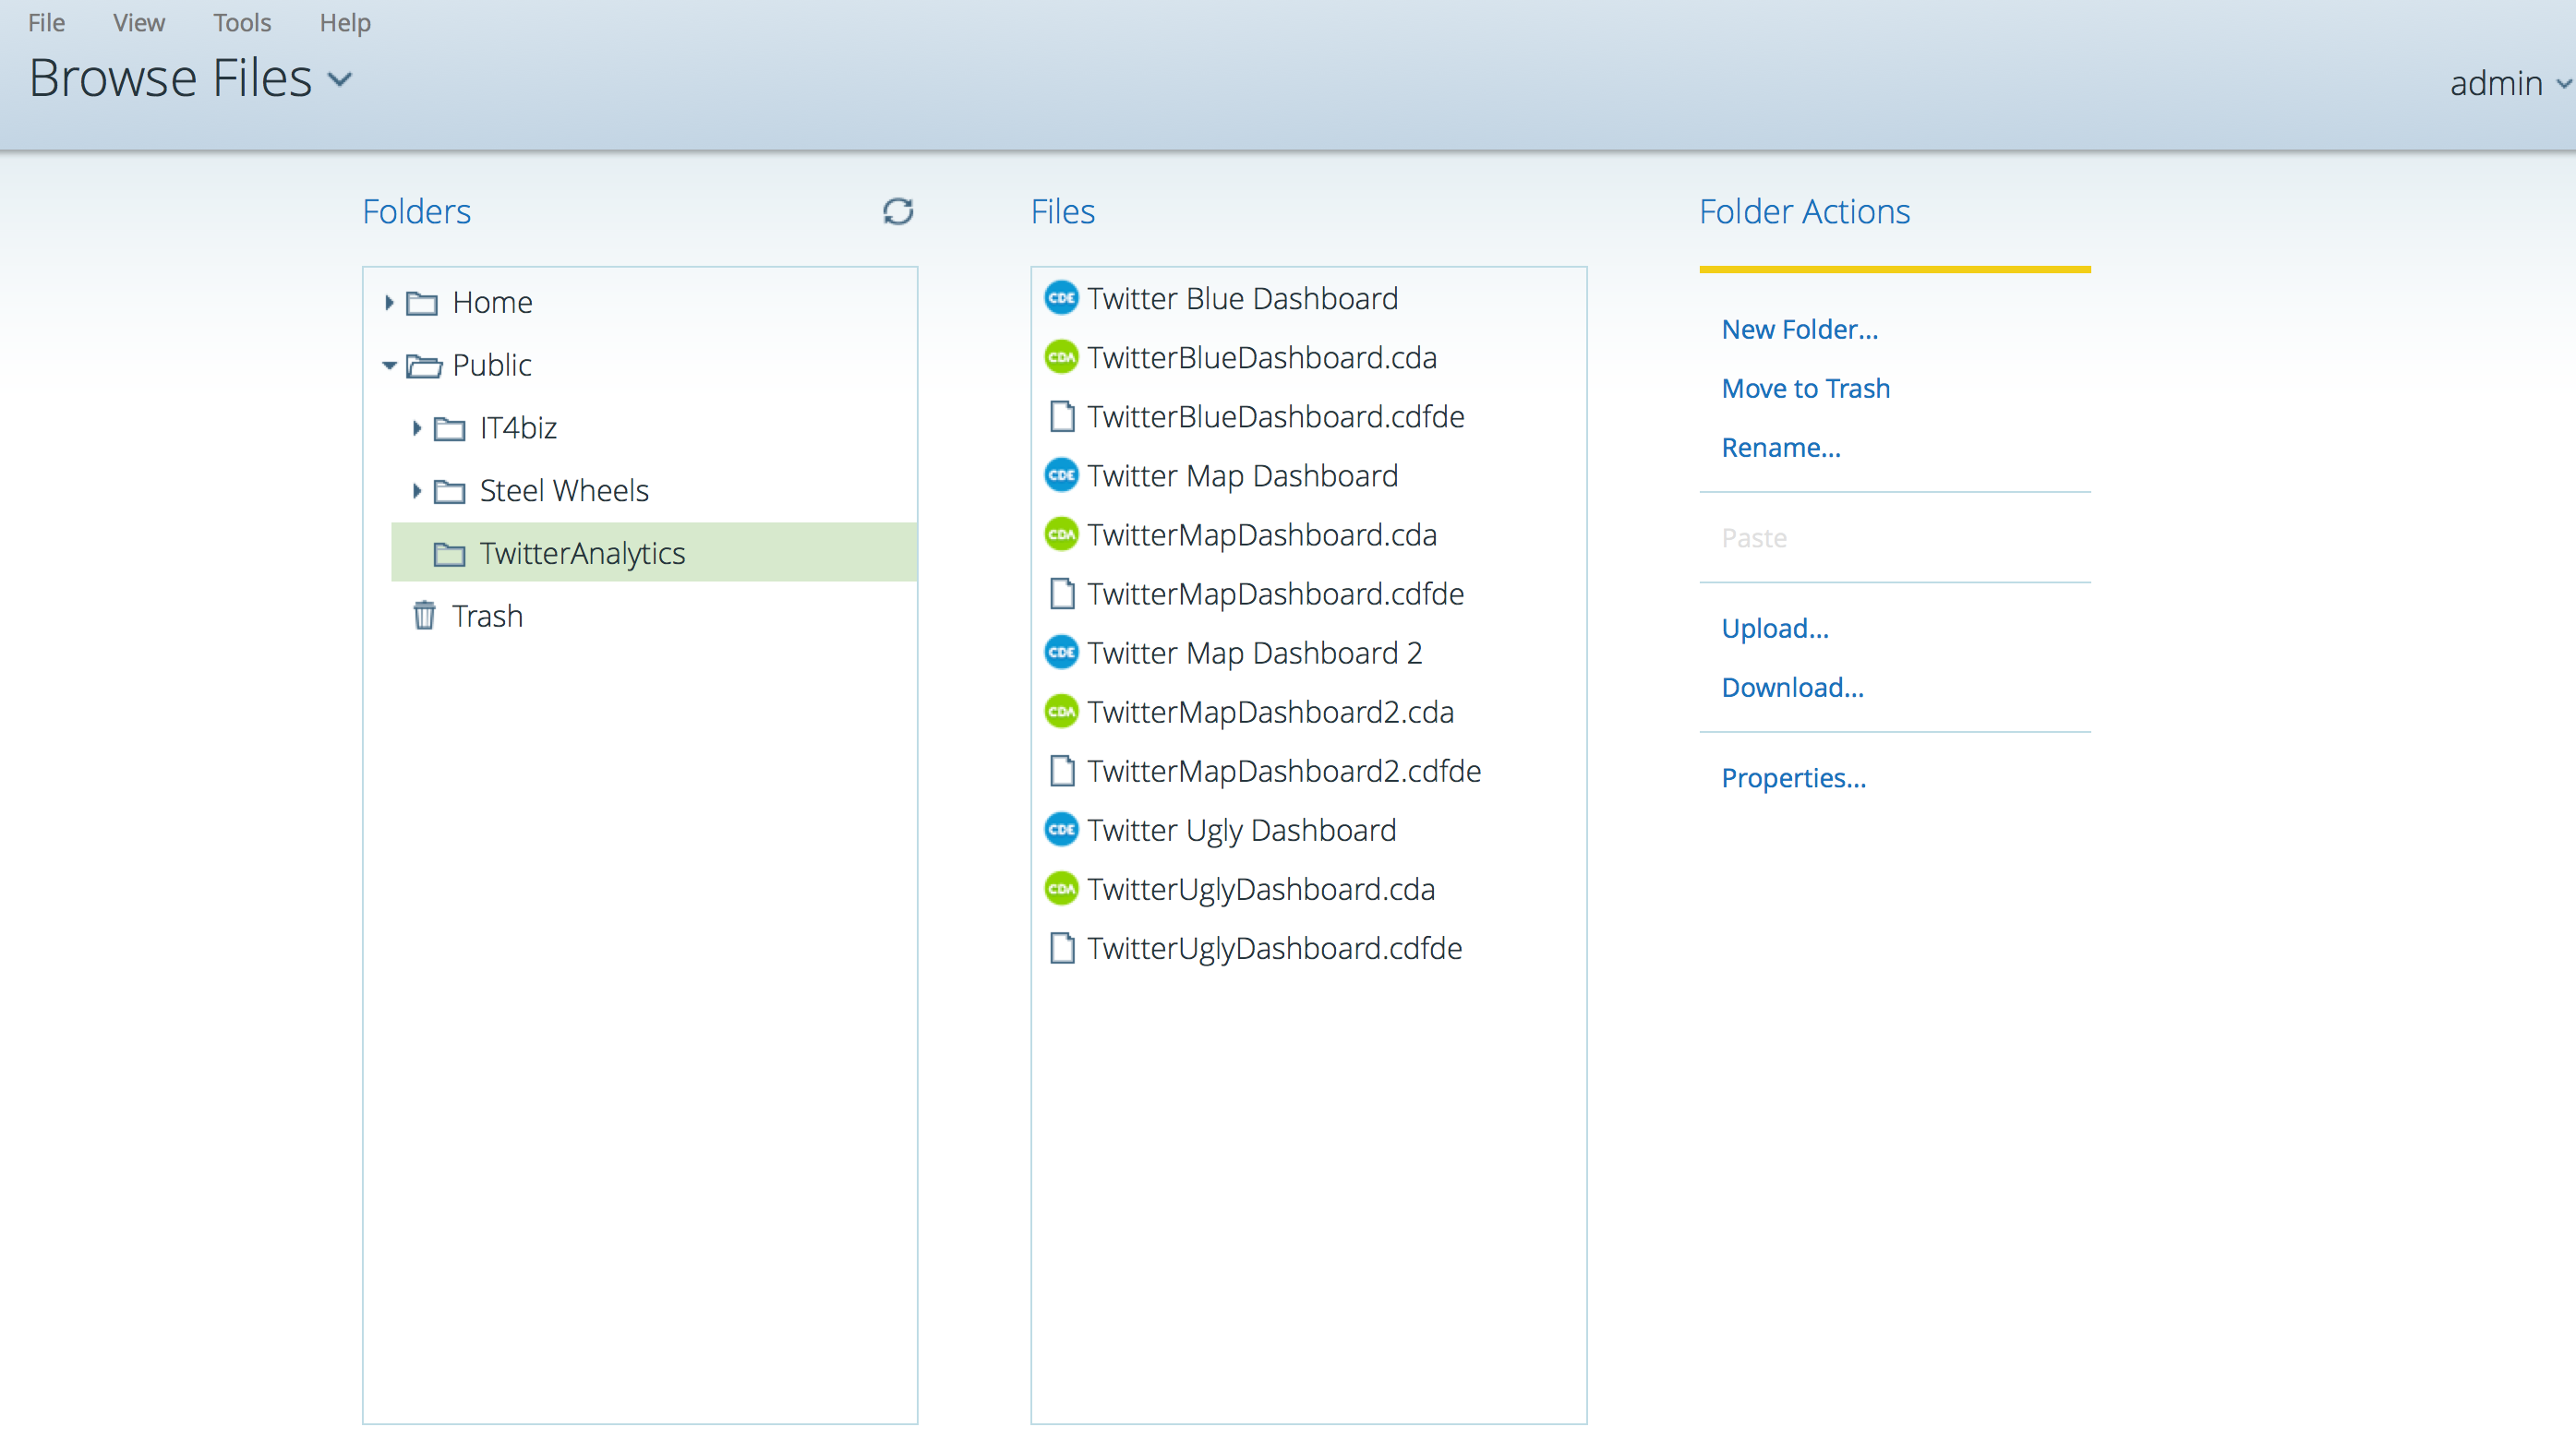 File View Tools Help
Browse Files
admin
Folders
Home
Public
IT4biz
Steel Wheels
TwitterAnalytics
Trash
Files
CDE Twitter Blue Dashboard
CDA TwitterBlueDashboard.cda
TwitterBlueDashboard.cdfde
CDE Twitter Map Dashboard
CDA TwitterMapDashboard.cda
TwitterMapDashboard.cdfde
CDE Twitter Map Dashboard 2
CDA TwitterMapDashboard2.cda
TwitterMapDashboard2.cdfde
CDE Twitter Ugly Dashboard
CDA TwitterUglyDashboard.cda
TwitterUglyDashboard.cdfde
Folder Actions
New Folder...
Move to Trash
Rename...
Paste
Upload...
Download...
Properties...